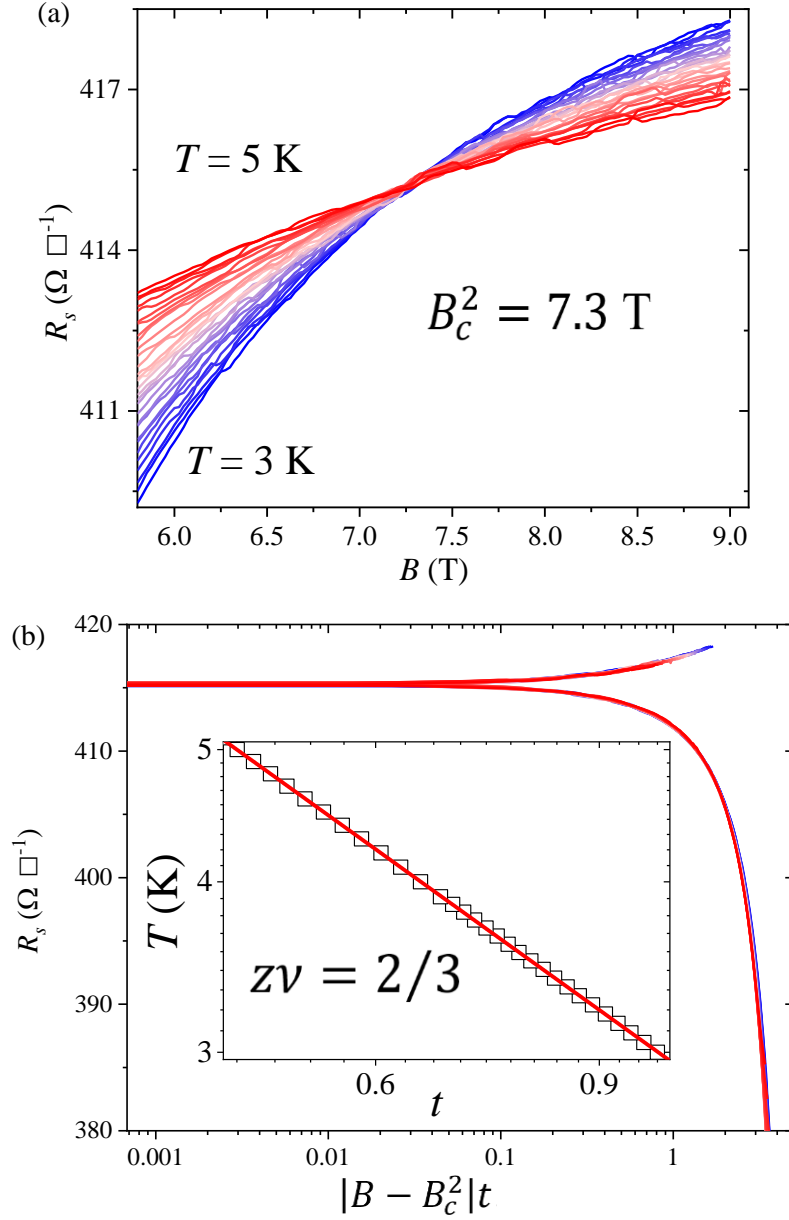 (a)
417
414
411
R_s (Ω □⁻¹)
T = 5 K
B_c^2 = 7.3 T
T = 3 K
6.0 6.5 7.0 7.5 8.0 8.5 9.0
B (T)
(b)
420
410
400
390
380
R_s (Ω □⁻¹)
5
4
3
T (K)
zν = 2/3
0.6 0.9
t
0.001 0.01 0.1 1
|B − B_c^2|t